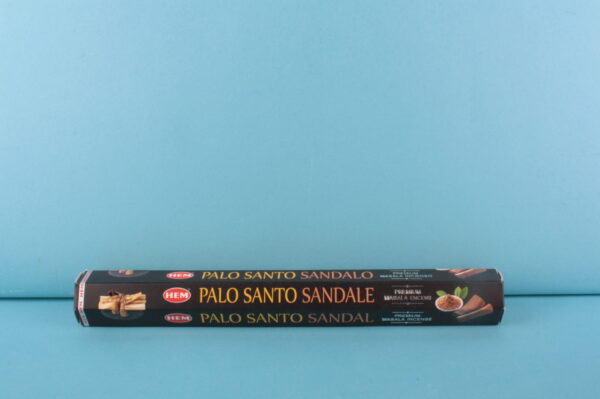 HEM PALO SANTO SANDALO PREMIUM MASALA INCIENSO
HEM PALO SANTO SANDALE PREMIUM MASALA ENCENS
HEM PALO SANTO SANDAL PREMIUM MASALA INCENSE